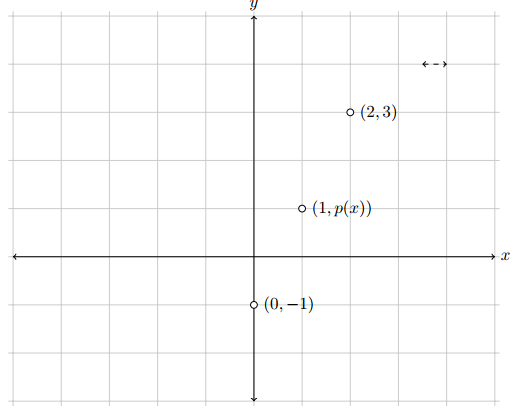 y
(2, 3)
(1, p(x))
x
(0, −1)